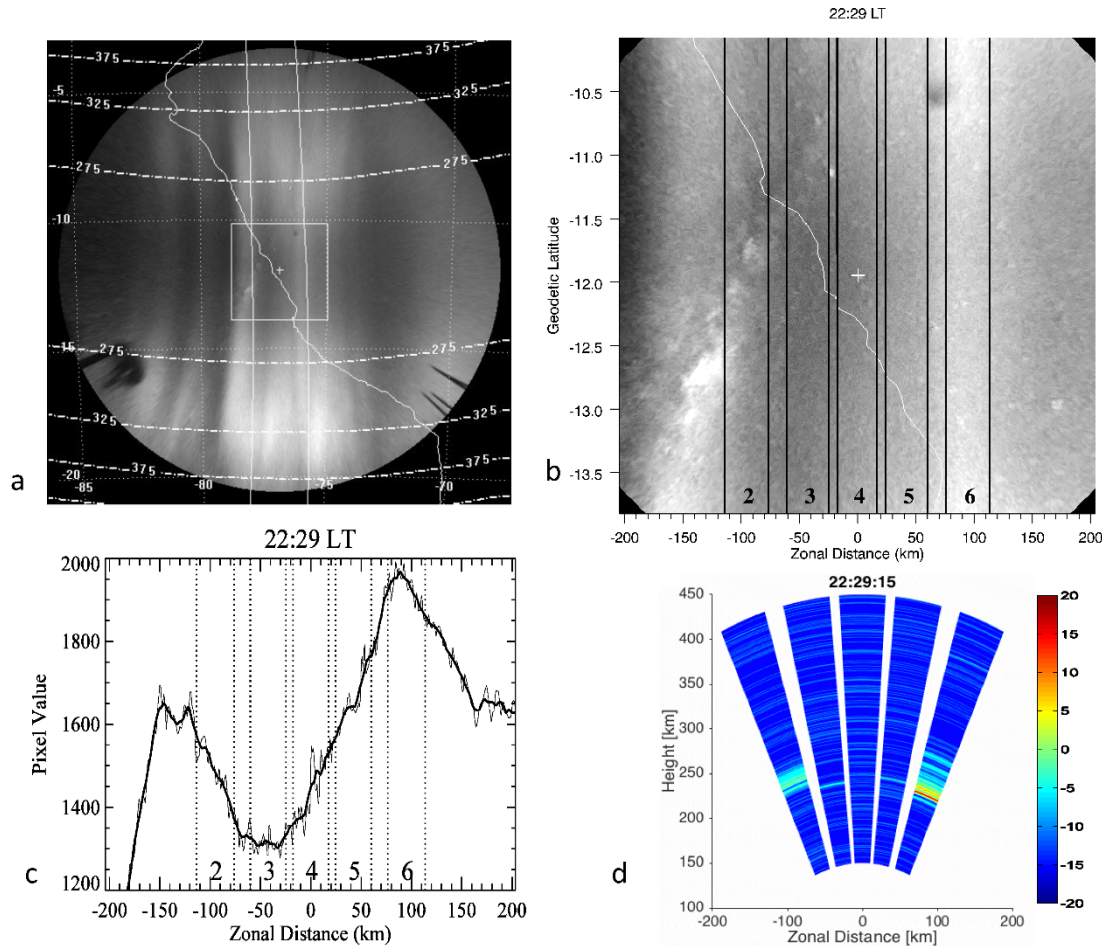 22:29 LT
375
375
-5
325
325
275
275
-10
-15
275
275
325
325
375
375
-20
-85
-80
-75
-70
a
22:29 LT
Geodetic Latitude
-10.5
-11.0
-11.5
-12.0
-12.5
-13.0
-13.5
2 3 4 5 6
-200 -150 -100 -50 0 50 100 150 200
Zonal Distance (km)
b
22:29 LT
Pixel Value
2000
1800
1600
1400
1200
2 3 4 5 6
-200 -150 -100 -50 0 50 100 150 200
Zonal Distance (km)
c
22:29:15
Height [km]
450
400
350
300
250
200
150
100
-200 -100 0 100 200
Zonal Distance [km]
20
15
10
5
0
-5
-10
-15
-20
d